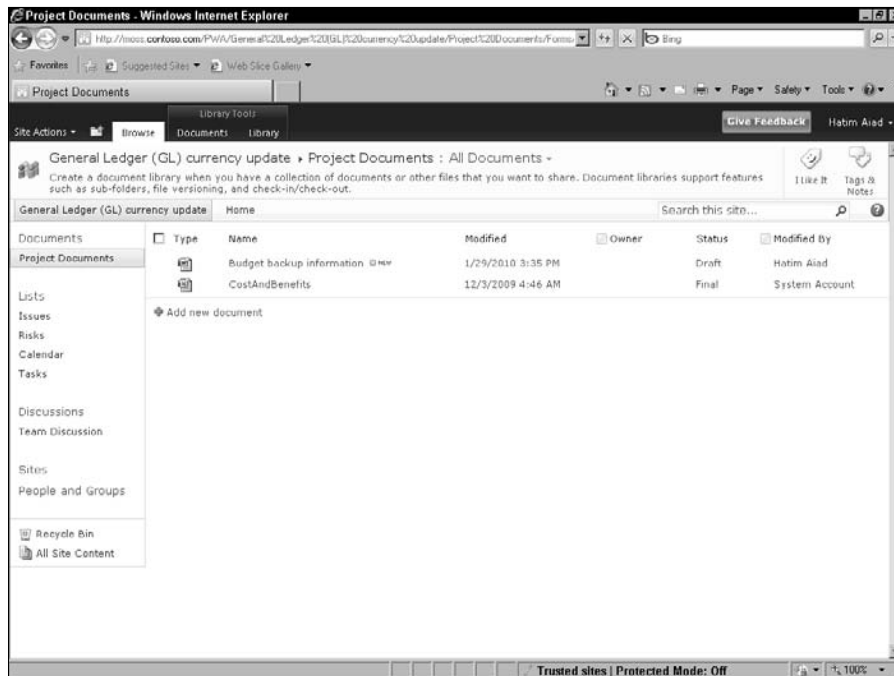 Project Documents - Windows Internet Explorer
http://moss.contoso.com/PWA/General%20Ledger%20(GL)%20currency%20update/Project%20Documents/Forms/
Bing
Favorites Suggested Sites Web Slice Gallery
Project Documents
Page Safety Tools
Library Tools
Site Actions Browse Documents Library
Give Feedback Hatim Aiad
General Ledger (GL) currency update Project Documents : All Documents
Create a document library when you have a collection of documents or other files that you want to share. Document libraries support features
such as sub-folders, file versioning, and check-in/check-out.
I Like It
Tags &
Notes
General Ledger (GL) currency update Home Search this site...
Documents
Project Documents
Lists
Issues
Risks
Calendar
Tasks
Discussions
Team Discussion
Sites
People and Groups
Recycle Bin
All Site Content
Type Name Modified Owner Status Modified By
Budget backup information NEW 1/29/2010 3:35 PM Draft Hatim Aiad
CostAndBenefits 12/3/2009 4:46 AM Final System Account
Add new document
Trusted sites | Protected Mode: Off
100%